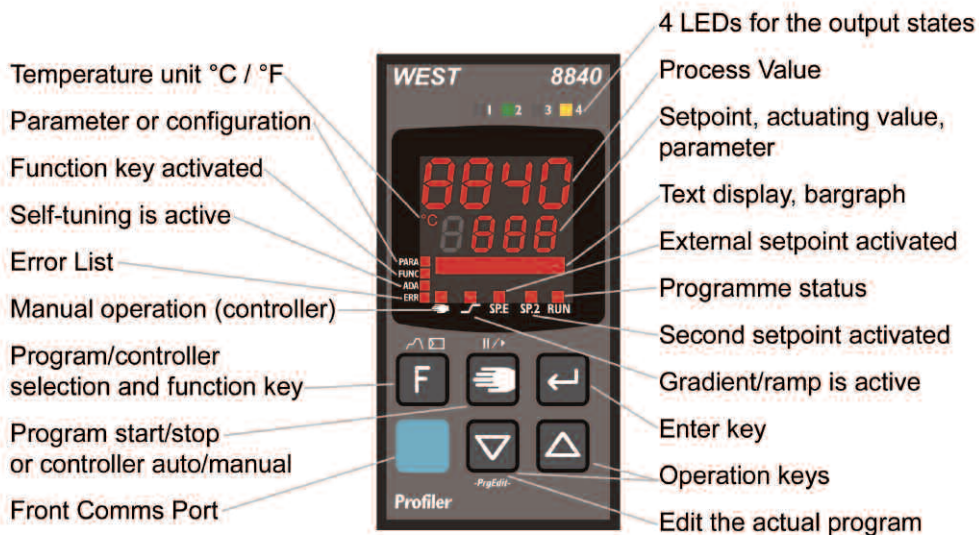 Temperature unit °C / °F
Parameter or configuration
Function key activated
Self-tuning is active
Error List
Manual operation (controller)
Program/controller
selection and function key
Program start/stop
or controller auto/manual
Front Comms Port
WEST 8840
1 2 3 4
8840
°C 8888
PARA
FUNC
ADA
ERR
SP.E SP.2 RUN
F
-PrgEdit-
Profiler
4 LEDs for the output states
Process Value
Setpoint, actuating value,
parameter
Text display, bargraph
External setpoint activated
Programme status
Second setpoint activated
Gradient/ramp is active
Enter key
Operation keys
Edit the actual program